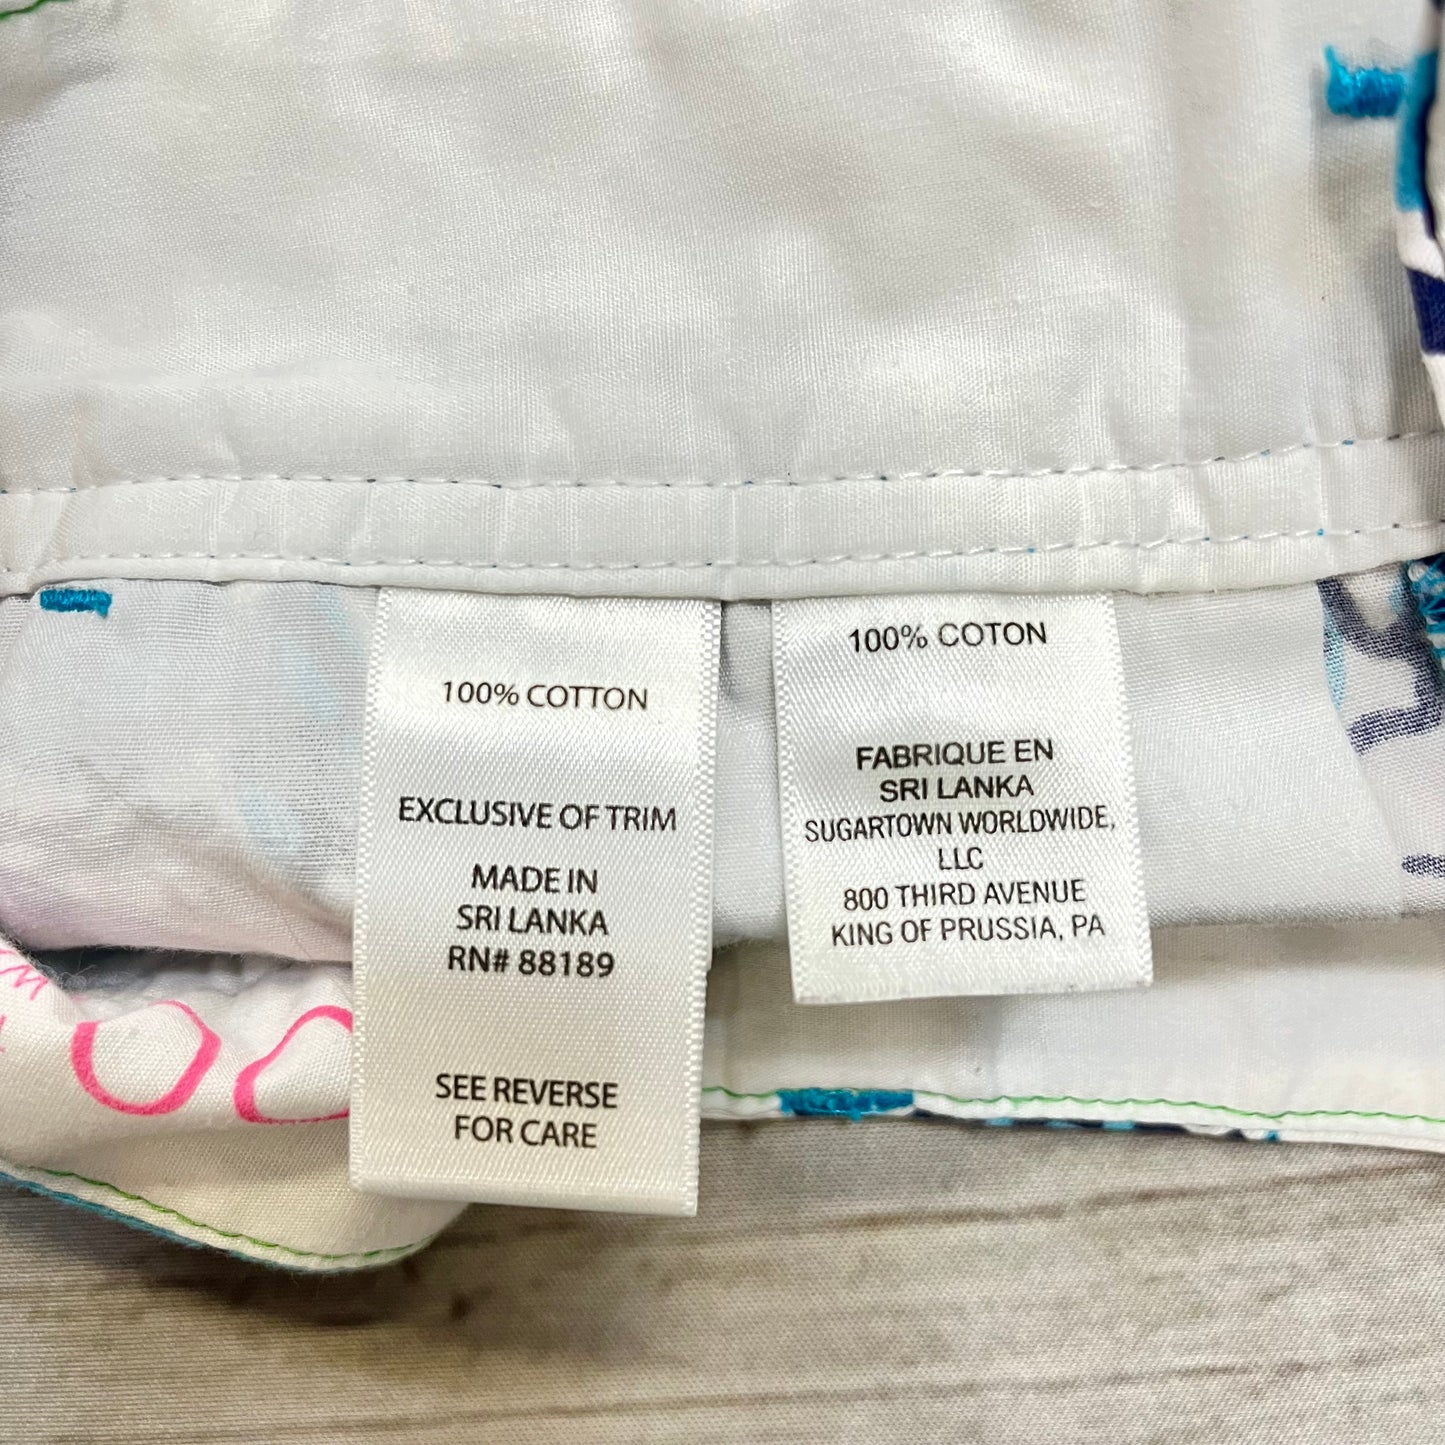 100% COTTON
EXCLUSIVE OF TRIM
MADE IN
SRI LANKA
RN# 88189
SEE REVERSE
FOR CARE
100% COTON
FABRIQUE EN
SRI LANKA
SUGARTOWN WORLDWIDE,
LLC
800 THIRD AVENUE
KING OF PRUSSIA, PA